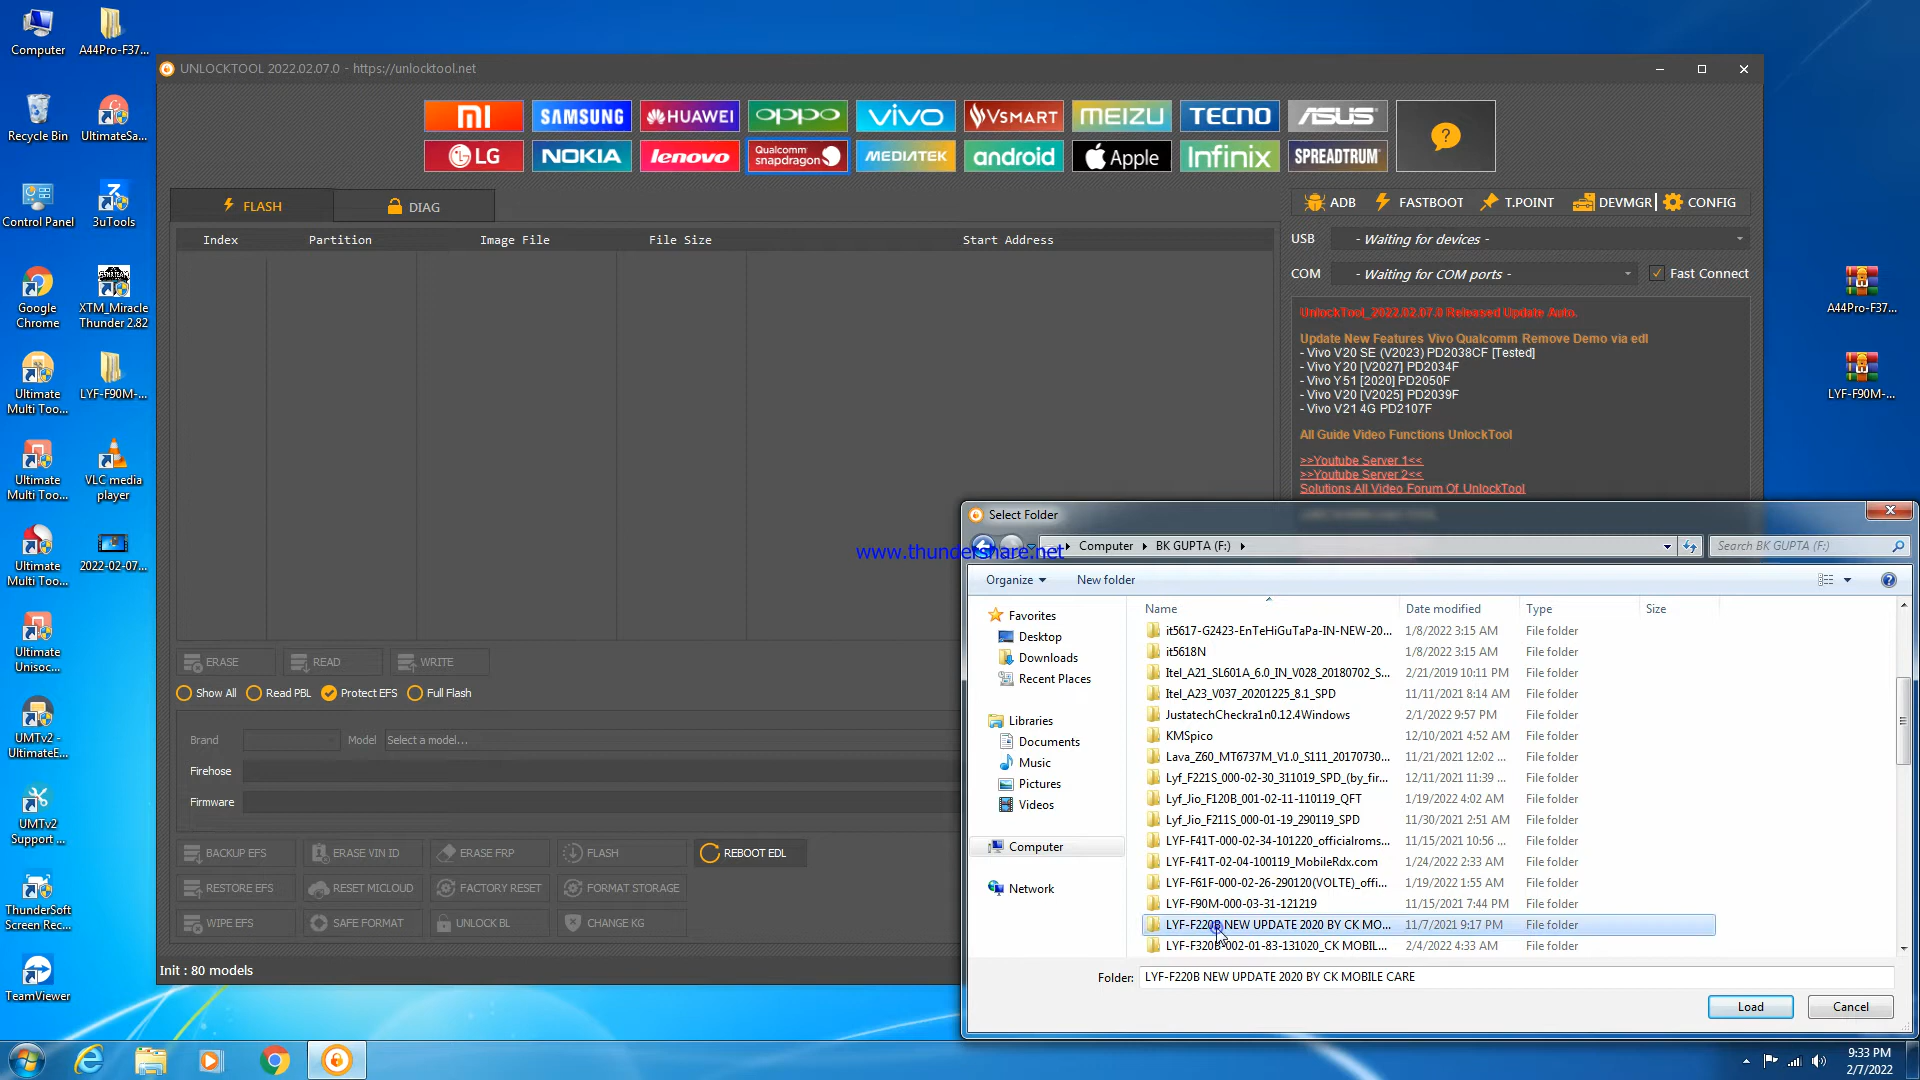 Computer
A44Pro-F37...
Recycle Bin
UltimateSa...
Control Panel
3uTools
Google Chrome
XTM_Miracle Thunder 2.82
Ultimate Multi Too...
LYF-F90M-...
Ultimate Multi Too...
VLC media player
Ultimate Multi Too...
2022-02-07...
Ultimate Unisoc...
UMTv2 - UltimateE...
UMTv2 Support ...
ThunderSoft Screen Rec...
TeamViewer
A44Pro-F37...
LYF-F90M-...
UNLOCKTOOL 2022.02.07.0 - https://unlocktool.net
MI SAMSUNG HUAWEI oppo vivo VSMART MEIZU TECNO ASUS ?
LG NOKIA lenovo Qualcomm snapdragon MEDIATEK android Apple Infinix SPREADTRUM
FLASH DIAG
ADB FASTBOOT T.POINT DEVMGR CONFIG
Index Partition Image File File Size Start Address
USB - Waiting for devices -
COM - Waiting for COM ports - Fast Connect
UnlockTool_2022.02.07.0 Released Update Auto.
Update New Features Vivo Qualcomm Remove Demo via edl
- Vivo V20 SE (V2023) PD2038CF [Tested]
- Vivo Y20 [V2027] PD2034F
- Vivo Y51 [2020] PD2050F
- Vivo V20 [V2025] PD2039F
- Vivo V21 4G PD2107F
All Guide Video Functions UnlockTool
>>Youtube Server 1<<
>>Youtube Server 2<<
Solutions All Video Forum Of UnlockTool
ERASE READ WRITE
Show All Read PBL Protect EFS Full Flash
Brand Model Select a model...
Firehose
Firmware
BACKUP EFS ERASE VIN ID ERASE FRP FLASH REBOOT EDL
RESTORE EFS RESET MICLOUD FACTORY RESET FORMAT STORAGE
WIPE EFS SAFE FORMAT UNLOCK BL CHANGE KG
Init : 80 models
www.thundershare.net
Select Folder
Computer BK GUPTA (F:) Search BK GUPTA (F:)
Organize New folder
Favorites
Desktop
Downloads
Recent Places
Libraries
Documents
Music
Pictures
Videos
Computer
Network
Name Date modified Type Size
it5617-G2423-EnTeHiGuTaPa-IN-NEW-20... 1/8/2022 3:15 AM File folder
it5618N 1/8/2022 3:15 AM File folder
Itel_A21_SL601A_6.0_IN_V028_20180702_S... 2/21/2019 10:11 PM File folder
Itel_A23_V037_20201225_8.1_SPD 11/11/2021 8:14 AM File folder
JustatechCheckra1n0.12.4Windows 2/1/2022 9:57 PM File folder
KMSpico 12/10/2021 4:52 AM File folder
Lava_Z60_MT6737M_V1.0_S111_20170730... 11/21/2021 12:02 ... File folder
Lyf_F221S_000-02-30_311019_SPD_(by_fir... 12/11/2021 11:39 ... File folder
Lyf_Jio_F120B_001-02-11-110119_QFT 1/19/2022 4:02 AM File folder
Lyf_Jio_F211S_000-01-19_290119_SPD 11/30/2021 2:51 AM File folder
LYF-F41T-000-02-34-101220_officialroms... 11/15/2021 10:56 ... File folder
LYF-F41T-02-04-100119_MobileRdx.com 1/24/2022 2:33 AM File folder
LYF-F61F-000-02-26-290120(VOLTE)_offi... 1/19/2022 1:55 AM File folder
LYF-F90M-000-03-31-121219 11/15/2021 7:44 PM File folder
LYF-F220B NEW UPDATE 2020 BY CK MO... 11/7/2021 9:17 PM File folder
LYF-F320B-002-01-83-131020_CK MOBIL... 2/4/2022 4:33 AM File folder
Folder: LYF-F220B NEW UPDATE 2020 BY CK MOBILE CARE
Load Cancel
9:33 PM
2/7/2022